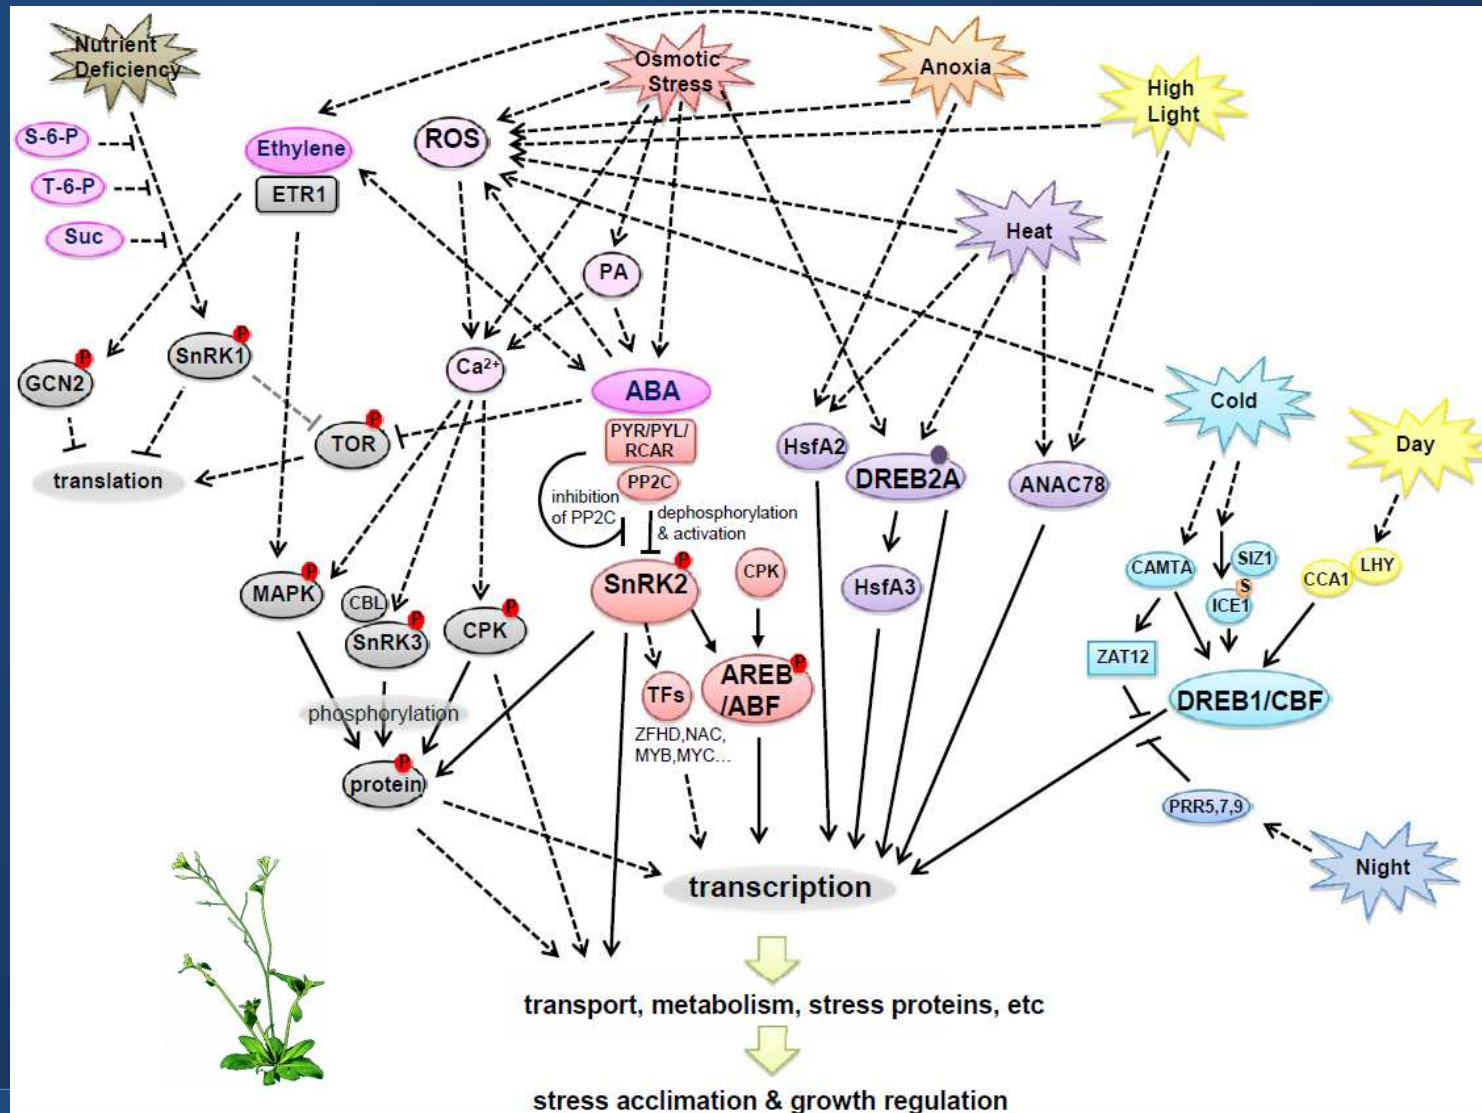 Nutrient
Deficiency
Osmotic
Stress
Anoxia
High
Light
S-6-P
T-6-P
Suc
Ethylene
ETR1
ROS
Heat
PA
P
SnRK1
P
GCN2
Ca2+
ABA
PYR/PYL/
RCAR
PP2C
P
TOR
translation
HsfA2
DREB2A
ANAC78
Cold
Day
inhibition
of PP2C
dephosphorylation
& activation
P
SnRK2
CPK
HsfA3
P
MAPK
CBL
P
SnRK3
P
CPK
CAMTA
SIZ1
S
ICE1
CCA1
LHY
ZAT12
DREB1/CBF
P
AREB
/ABF
TFs
ZFHD,NAC,
MYB,MYC...
phosphorylation
P
protein
PRR5,7,9
Night
transcription
transport, metabolism, stress proteins, etc
stress acclimation & growth regulation